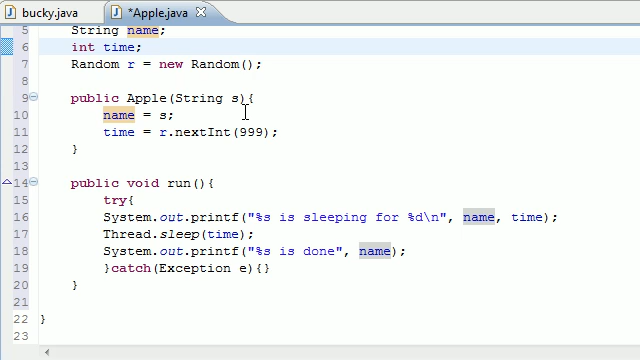 bucky.java *Apple.java
5 String name;
6 int time;
7 Random r = new Random();
8
9 public Apple(String s){
10 name = s;
11 time = r.nextInt(999);
12 }
13
14 public void run(){
15 try{
16 System.out.printf("%s is sleeping for %d\n", name, time);
17 Thread.sleep(time);
18 System.out.printf("%s is done", name);
19 }catch(Exception e){}
20 }
21
22 }
23